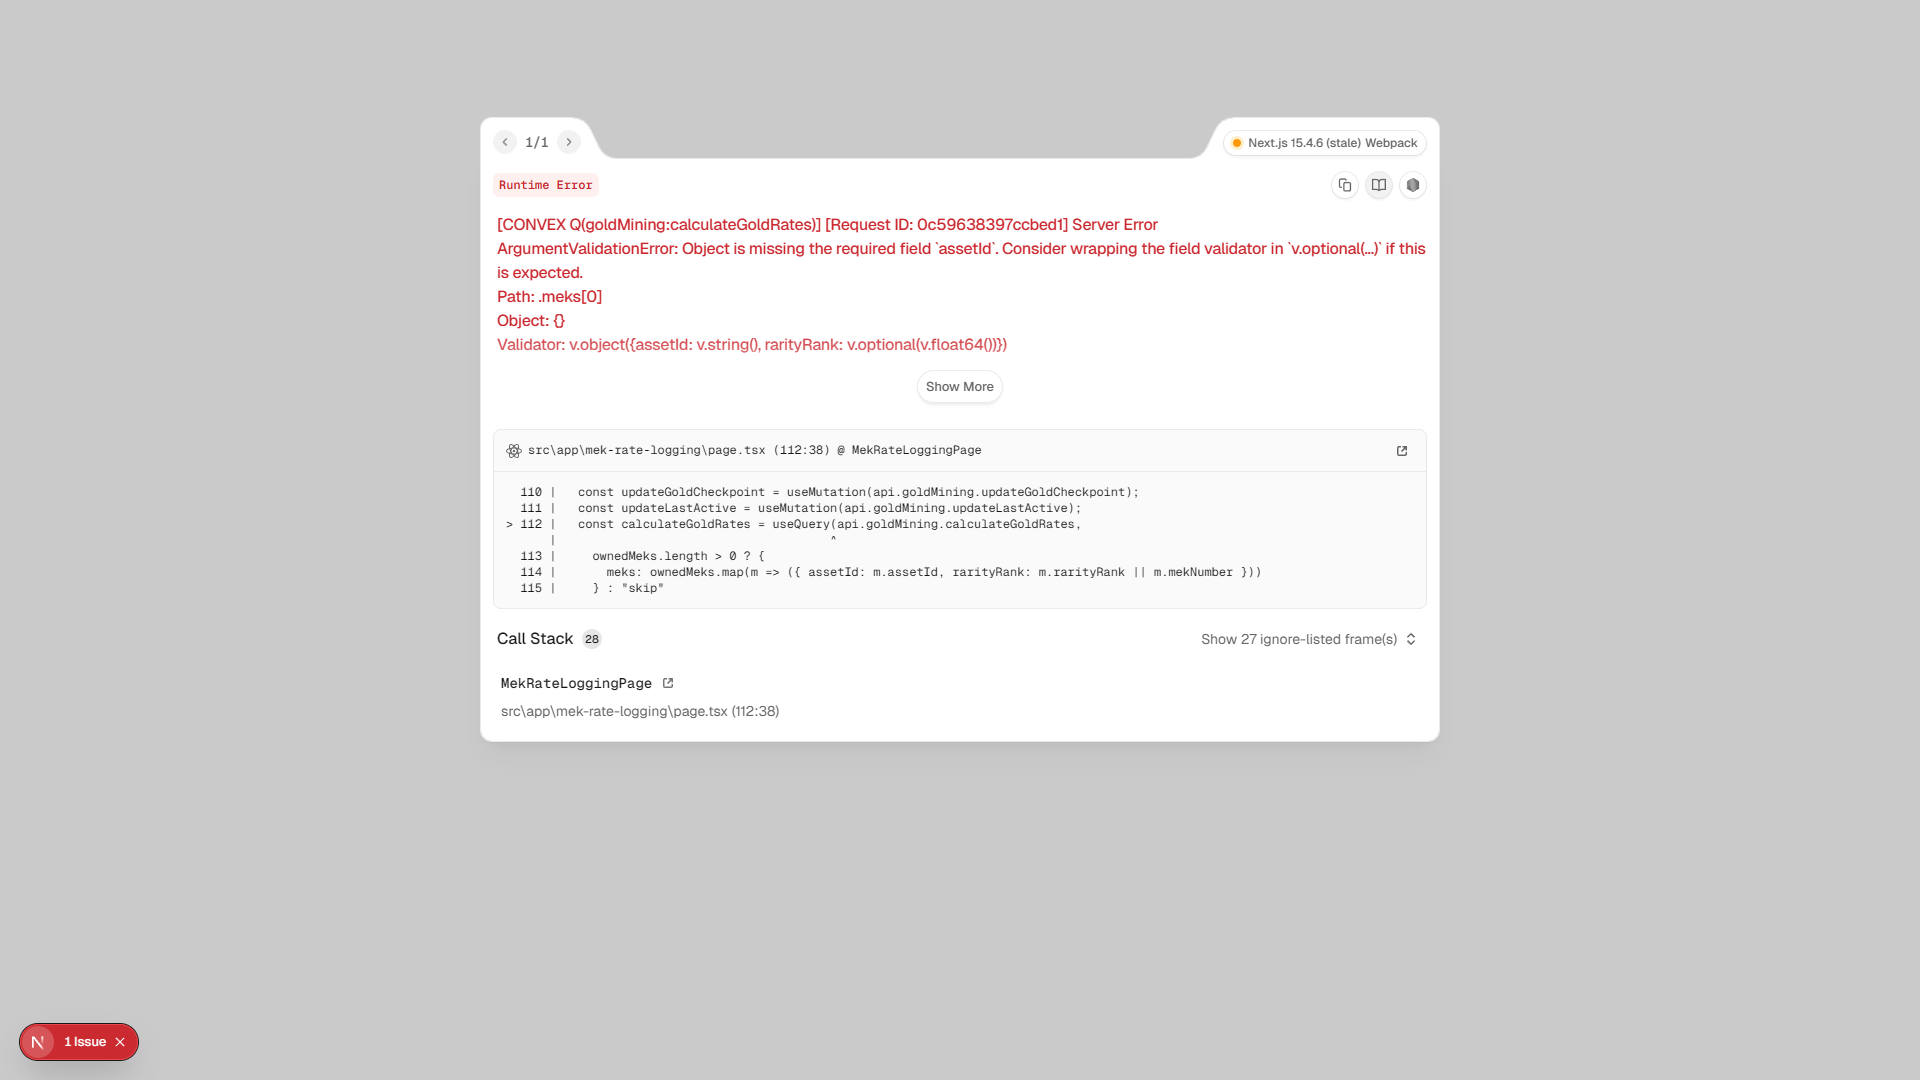 1/1
Next.js 15.4.6 (stale) Webpack
Runtime Error
[CONVEX Q(goldMining:calculateGoldRates)] [Request ID: 0c59638397ccbed1] Server Error
ArgumentValidationError: Object is missing the required field `assetId`. Consider wrapping the field validator in `v.optional(...)` if this
is expected.
Path: .meks[0]
Object: {}
Validator: v.object({assetId: v.string(), rarityRank: v.optional(v.float64())})
Show More
src\app\mek-rate-logging\page.tsx (112:38) @ MekRateLoggingPage
110 |   const updateGoldCheckpoint = useMutation(api.goldMining.updateGoldCheckpoint);
111 |   const updateLastActive = useMutation(api.goldMining.updateLastActive);
> 112 |   const calculateGoldRates = useQuery(api.goldMining.calculateGoldRates,
|                                      ^
113 |     ownedMeks.length > 0 ? {
114 |       meks: ownedMeks.map(m => ({ assetId: m.assetId, rarityRank: m.rarityRank || m.mekNumber }))
115 |     } : "skip"
Call Stack 28
Show 27 ignore-listed frame(s)
MekRateLoggingPage
src\app\mek-rate-logging\page.tsx (112:38)
N 1 Issue